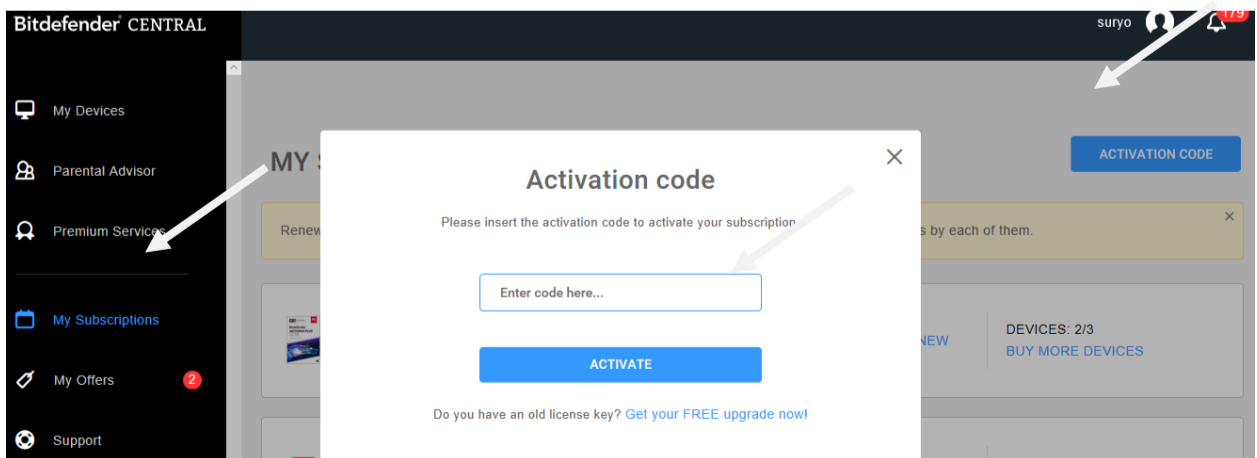 Bitdefender CENTRAL
suryo
179
My Devices
Parental Advisor
Premium Services
My Subscriptions
My Offers 2
Support
MY
ACTIVATION CODE
Renew
s by each of them.
Activation code
Please insert the activation code to activate your subscription
Enter code here...
ACTIVATE
Do you have an old license key? Get your FREE upgrade now!
DEVICES: 2/3
BUY MORE DEVICES